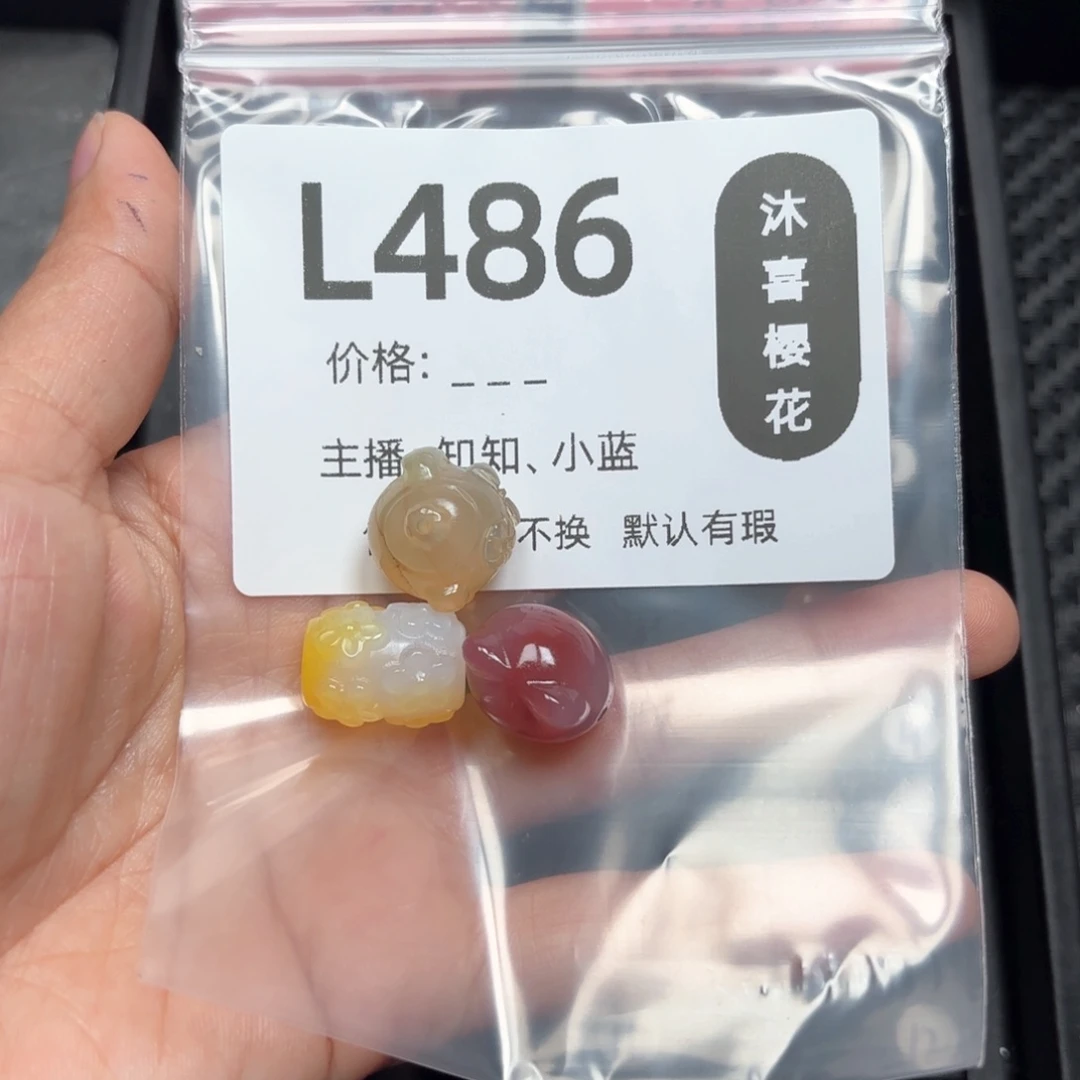 L486
沐喜樱花
价格: _ _ _
主播 知知、小蓝
不换 默认有瑕